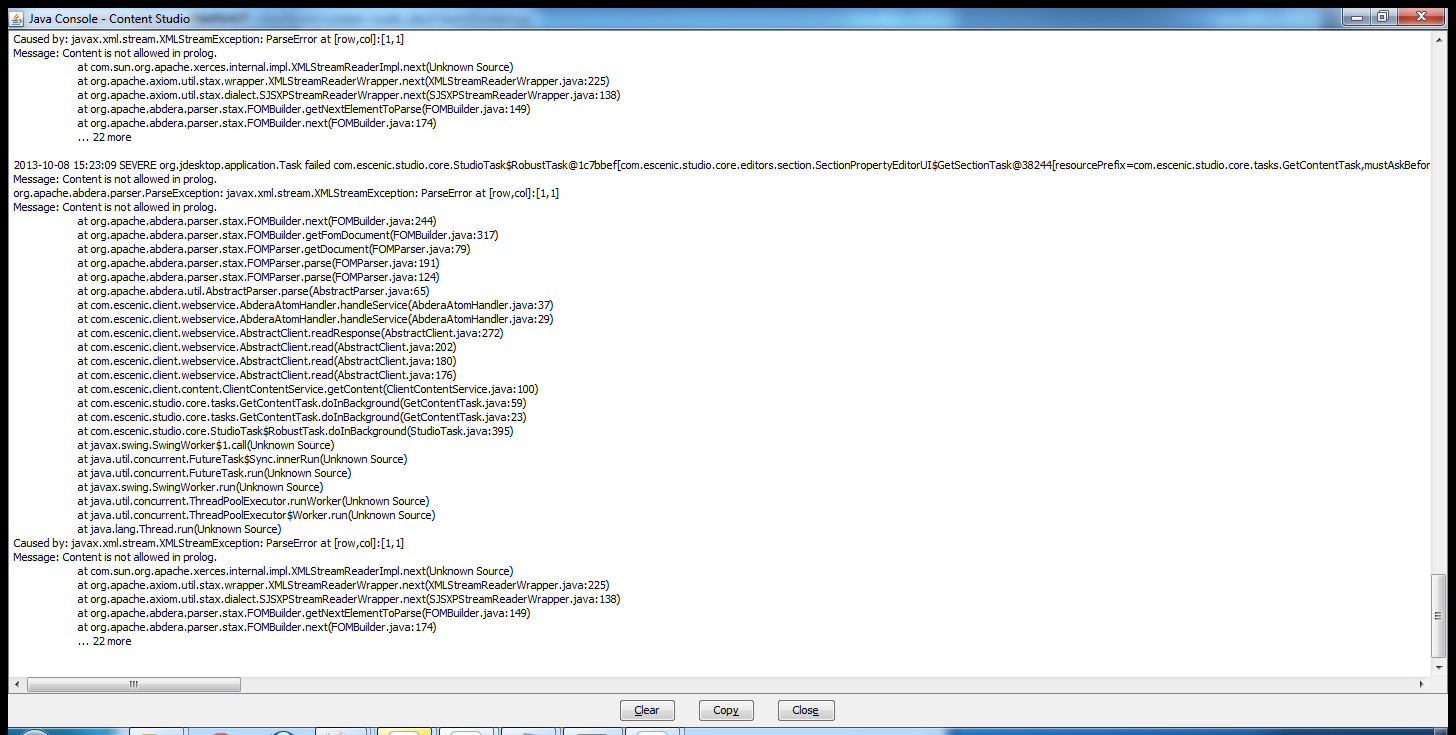 Java Console - Content Studio
Caused by: javax.xml.stream.XMLStreamException: ParseError at [row,col]:[1,1]
Message: Content is not allowed in prolog.
at com.sun.org.apache.xerces.internal.impl.XMLStreamReaderImpl.next(Unknown Source)
at org.apache.axiom.util.stax.wrapper.XMLStreamReaderWrapper.next(XMLStreamReaderWrapper.java:225)
at org.apache.axiom.util.stax.dialect.SJSXPStreamReaderWrapper.next(SJSXPStreamReaderWrapper.java:138)
at org.apache.abdera.parser.stax.FOMBuilder.getNextElementToParse(FOMBuilder.java:149)
at org.apache.abdera.parser.stax.FOMBuilder.next(FOMBuilder.java:174)
... 22 more
2013-10-08 15:23:09 SEVERE org.jdesktop.application.Task failed com.escenic.studio.core.StudioTask$RobustTask@1c7bbef[com.escenic.studio.core.editors.section.SectionPropertyEditorUI$GetSectionTask@38244[resourcePrefix=com.escenic.studio.core.tasks.GetContentTask,mustAskBefor
Message: Content is not allowed in prolog.
org.apache.abdera.parser.ParseException: javax.xml.stream.XMLStreamException: ParseError at [row,col]:[1,1]
Message: Content is not allowed in prolog.
at org.apache.abdera.parser.stax.FOMBuilder.next(FOMBuilder.java:244)
at org.apache.abdera.parser.stax.FOMBuilder.getFomDocument(FOMBuilder.java:317)
at org.apache.abdera.parser.stax.FOMParser.getDocument(FOMParser.java:79)
at org.apache.abdera.parser.stax.FOMParser.parse(FOMParser.java:191)
at org.apache.abdera.parser.stax.FOMParser.parse(FOMParser.java:124)
at org.apache.abdera.util.AbstractParser.parse(AbstractParser.java:65)
at com.escenic.client.webservice.AbderaAtomHandler.handleService(AbderaAtomHandler.java:37)
at com.escenic.client.webservice.AbderaAtomHandler.handleService(AbderaAtomHandler.java:29)
at com.escenic.client.webservice.AbstractClient.readResponse(AbstractClient.java:272)
at com.escenic.client.webservice.AbstractClient.read(AbstractClient.java:202)
at com.escenic.client.webservice.AbstractClient.read(AbstractClient.java:180)
at com.escenic.client.webservice.AbstractClient.read(AbstractClient.java:176)
at com.escenic.client.content.ClientContentService.getContent(ClientContentService.java:100)
at com.escenic.studio.core.tasks.GetContentTask.doInBackground(GetContentTask.java:59)
at com.escenic.studio.core.tasks.GetContentTask.doInBackground(GetContentTask.java:23)
at com.escenic.studio.core.StudioTask$RobustTask.doInBackground(StudioTask.java:395)
at javax.swing.SwingWorker$1.call(Unknown Source)
at java.util.concurrent.FutureTask$Sync.innerRun(Unknown Source)
at java.util.concurrent.FutureTask.run(Unknown Source)
at javax.swing.SwingWorker.run(Unknown Source)
at java.util.concurrent.ThreadPoolExecutor.runWorker(Unknown Source)
at java.util.concurrent.ThreadPoolExecutor$Worker.run(Unknown Source)
at java.lang.Thread.run(Unknown Source)
Caused by: javax.xml.stream.XMLStreamException: ParseError at [row,col]:[1,1]
Message: Content is not allowed in prolog.
at com.sun.org.apache.xerces.internal.impl.XMLStreamReaderImpl.next(Unknown Source)
at org.apache.axiom.util.stax.wrapper.XMLStreamReaderWrapper.next(XMLStreamReaderWrapper.java:225)
at org.apache.axiom.util.stax.dialect.SJSXPStreamReaderWrapper.next(SJSXPStreamReaderWrapper.java:138)
at org.apache.abdera.parser.stax.FOMBuilder.getNextElementToParse(FOMBuilder.java:149)
at org.apache.abdera.parser.stax.FOMBuilder.next(FOMBuilder.java:174)
... 22 more
Clear Copy Close